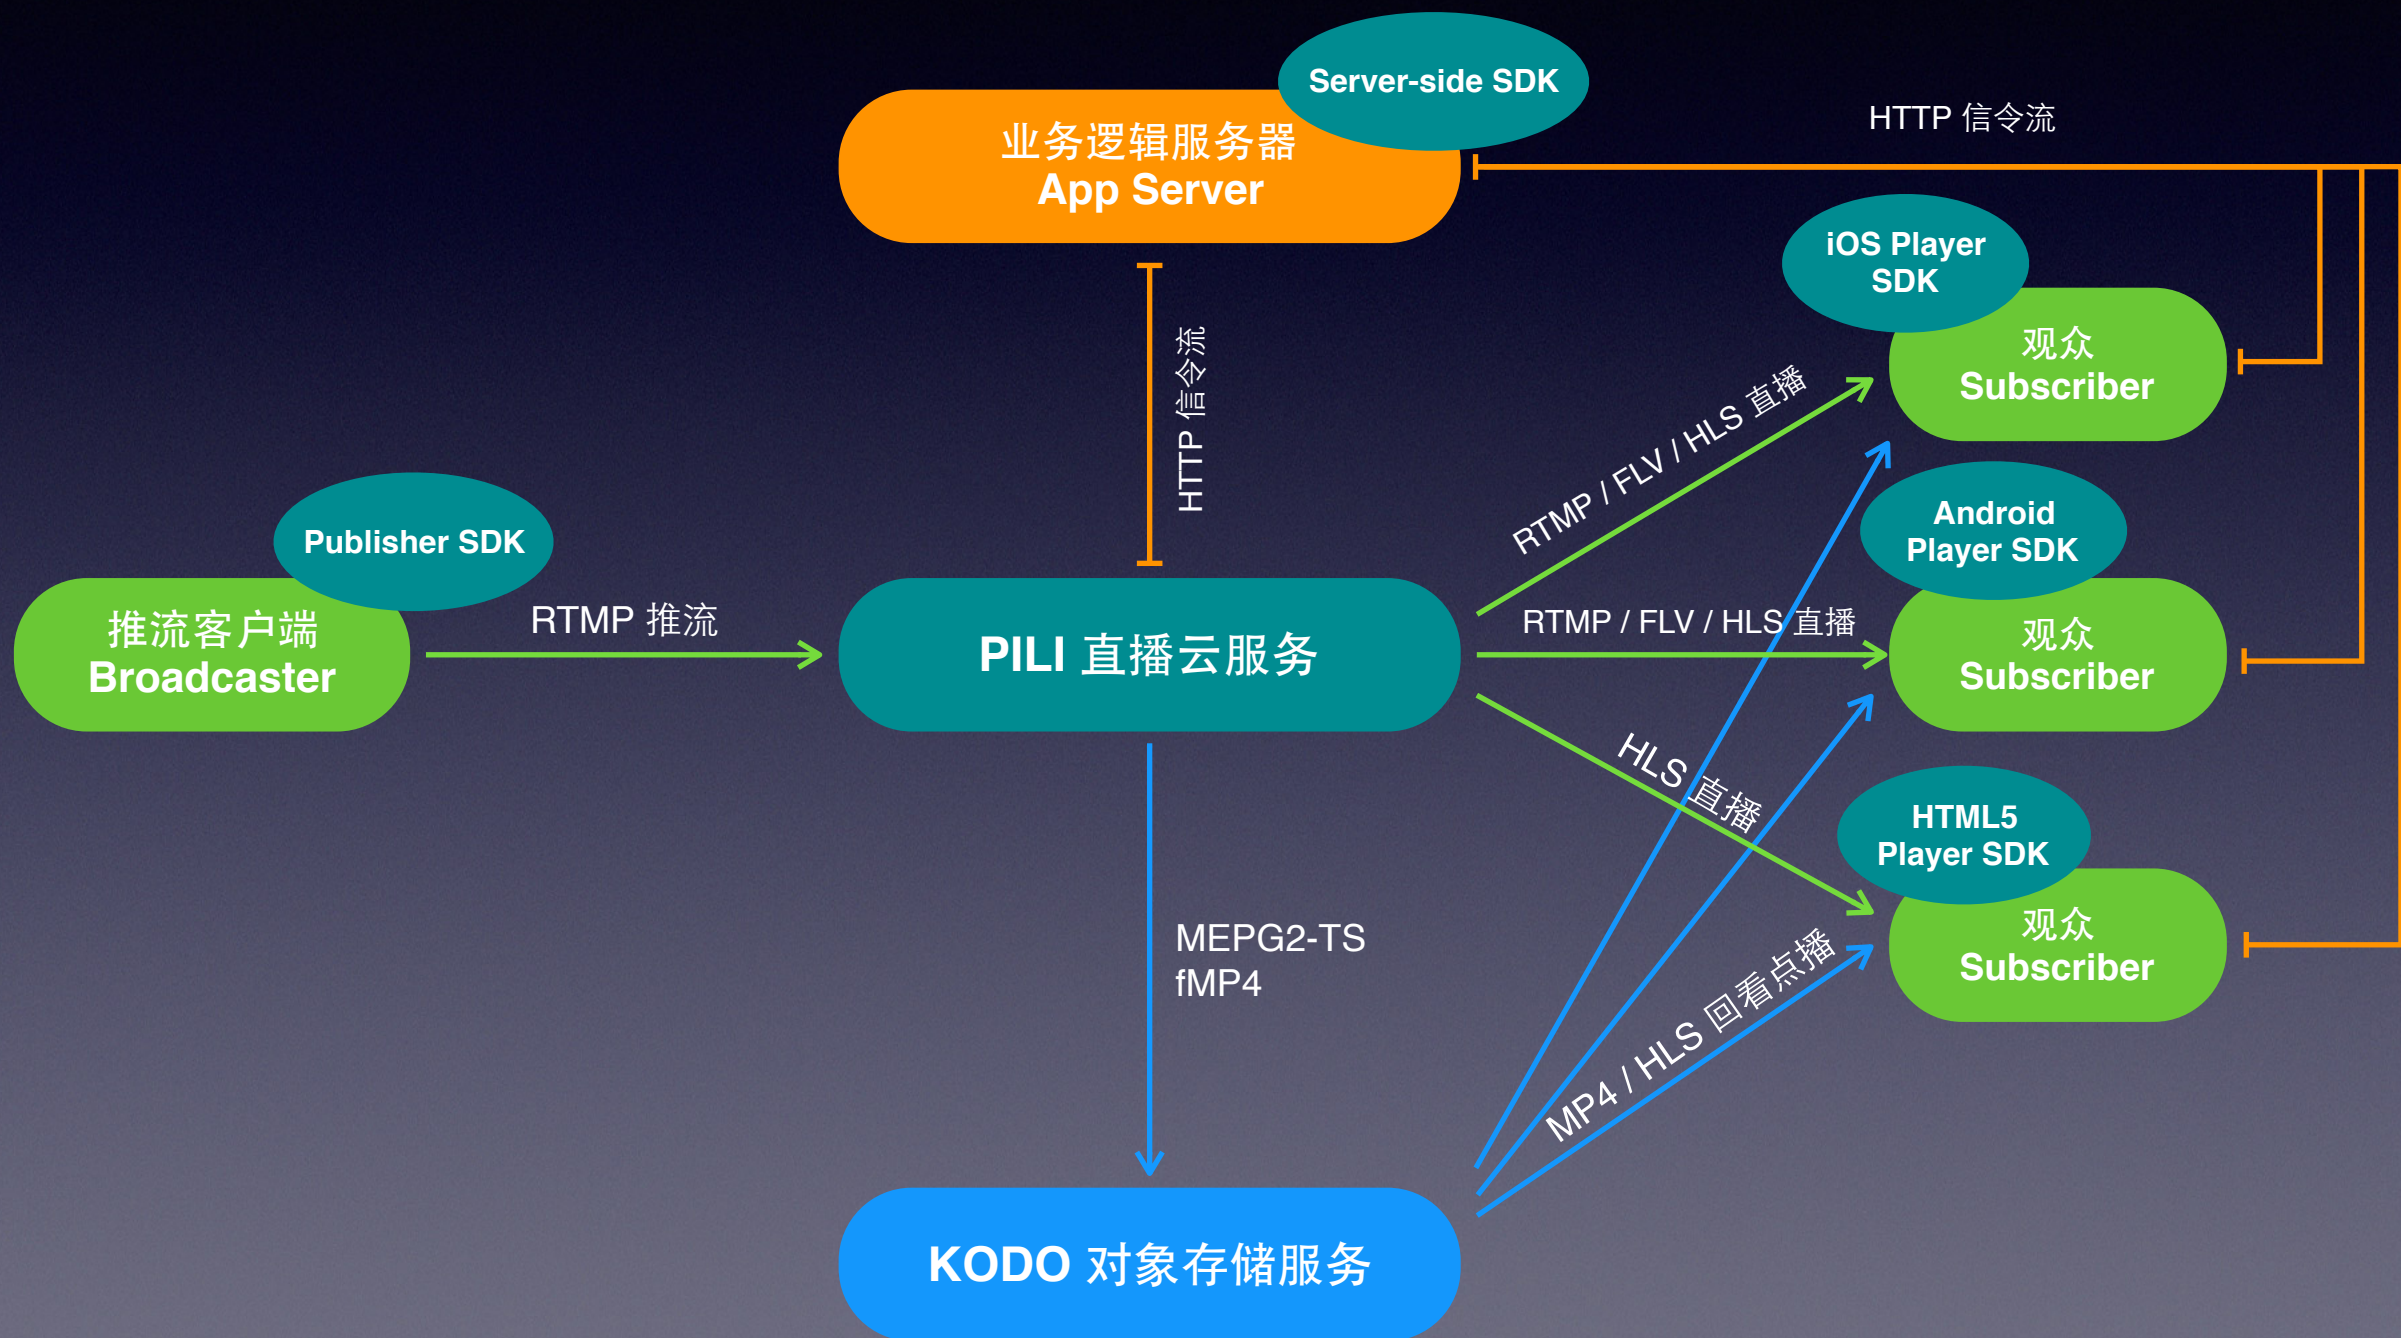 Server-side SDK
业务逻辑服务器
App Server
HTTP 信令流
iOS Player
SDK
观众
Subscriber
HTTP 信令流
RTMP / FLV / HLS 直播
Publisher SDK
Android
Player SDK
推流客户端
Broadcaster
RTMP 推流
PILI 直播云服务
RTMP / FLV / HLS 直播
观众
Subscriber
HLS 直播
HTML5
Player SDK
观众
Subscriber
MEPG2-TS
fMP4
MP4 / HLS 回看点播
KODO 对象存储服务